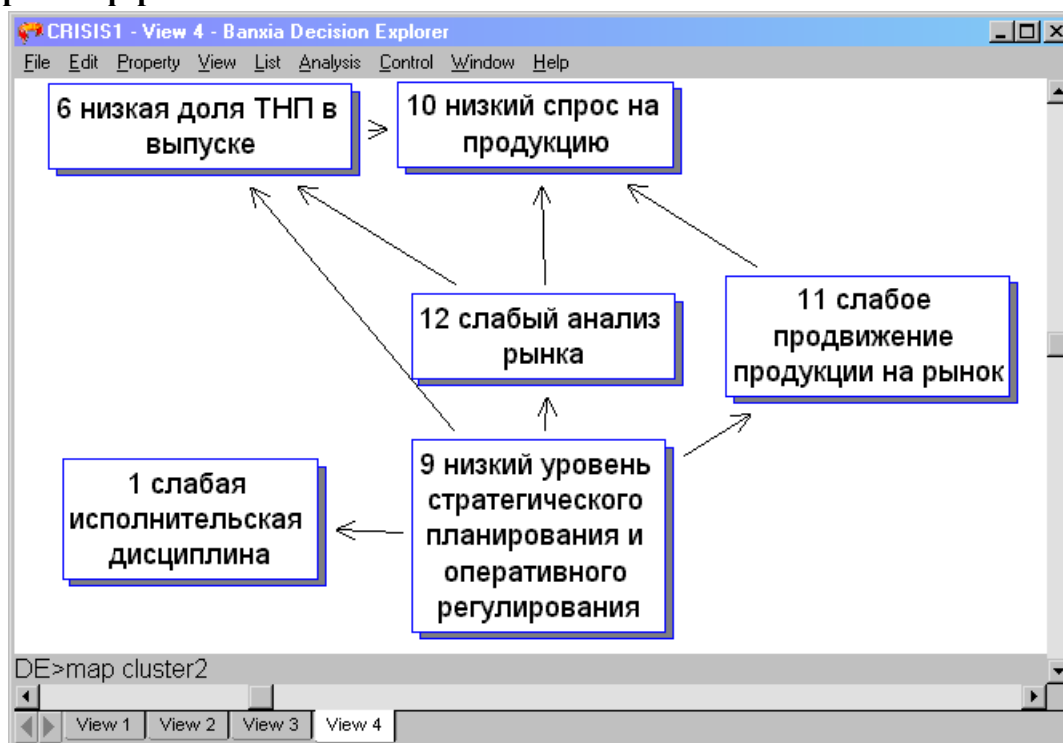 CRISIS1 - View 4 - Banxia Decision Explorer
File Edit Property View List Analysis Control Window Help
6 низкая доля ТНП в
выпуске
10 низкий спрос на
продукцию
12 слабый анализ
рынка
11 слабое
продвижение
продукции на рынок
1 слабая
исполнительская
дисциплина
9 низкий уровень
стратегического
планирования и
оперативного
регулирования
DE>map cluster2
View 1 View 2 View 3 View 4